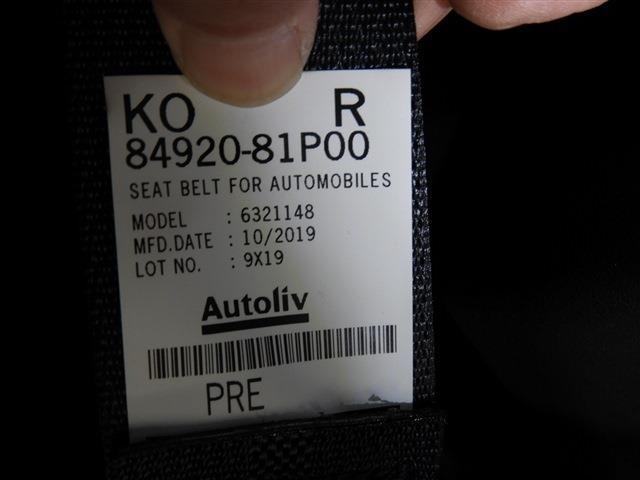 KO R
84920-81P00
SEAT BELT FOR AUTOMOBILES
MODEL : 6321148
MFD.DATE : 10/2019
LOT NO. : 9X19
Autoliv
PRE